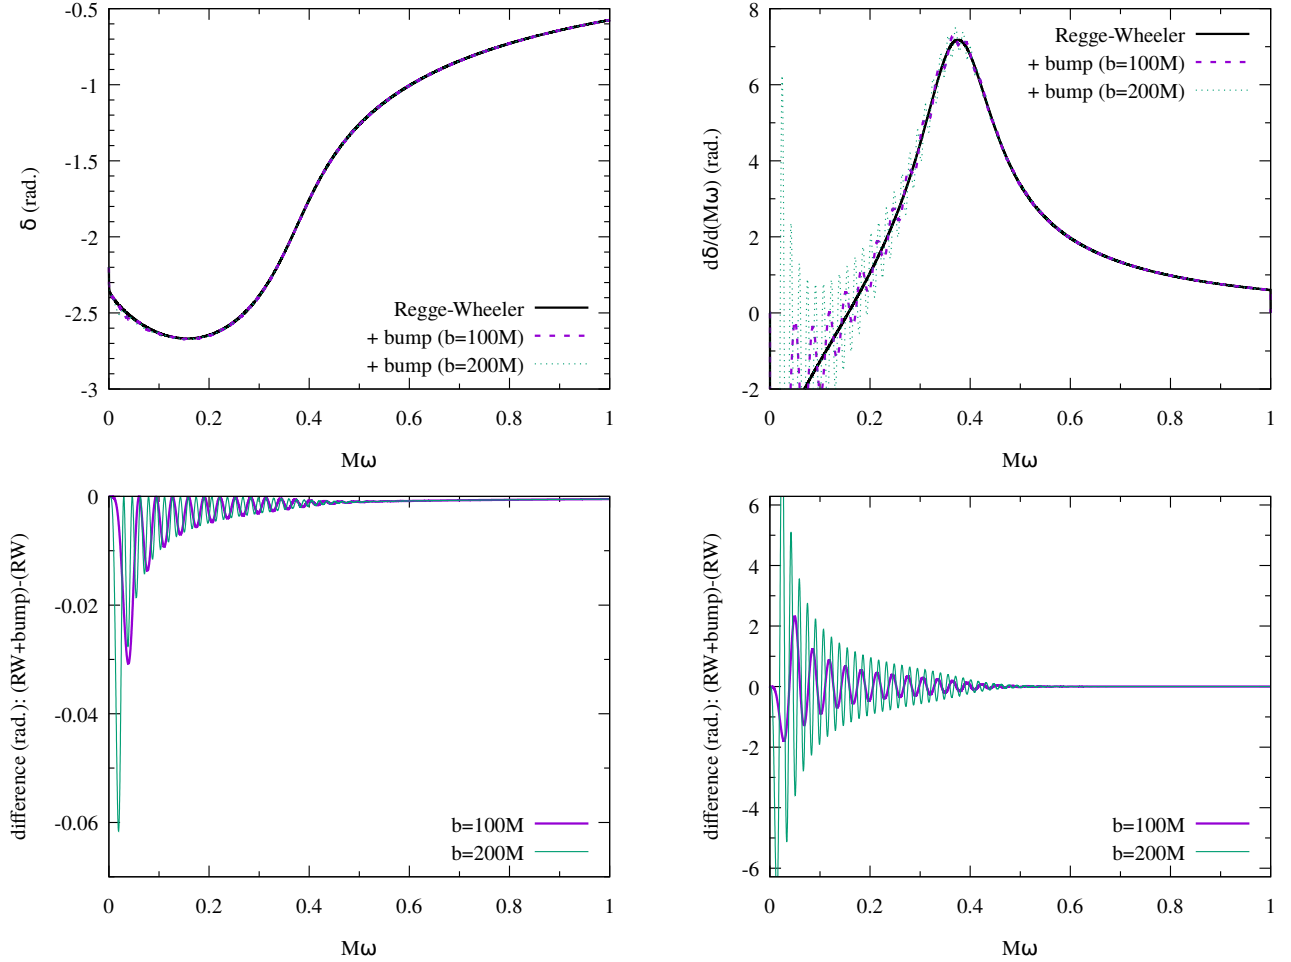 -0.5
-1
-1.5
-2
-2.5
-3
δ (rad.)
Regge-Wheeler
+ bump (b=100M)
+ bump (b=200M)
0 0.2 0.4 0.6 0.8 1
Mω
8
6
4
2
0
-2
dδ/d(Mω) (rad.)
Regge-Wheeler
+ bump (b=100M)
+ bump (b=200M)
0 0.2 0.4 0.6 0.8 1
Mω
0
-0.02
-0.04
-0.06
difference (rad.): (RW+bump)-(RW)
b=100M
b=200M
0 0.2 0.4 0.6 0.8 1
Mω
6
4
2
0
-2
-4
-6
difference (rad.): (RW+bump)-(RW)
b=100M
b=200M
0 0.2 0.4 0.6 0.8 1
Mω